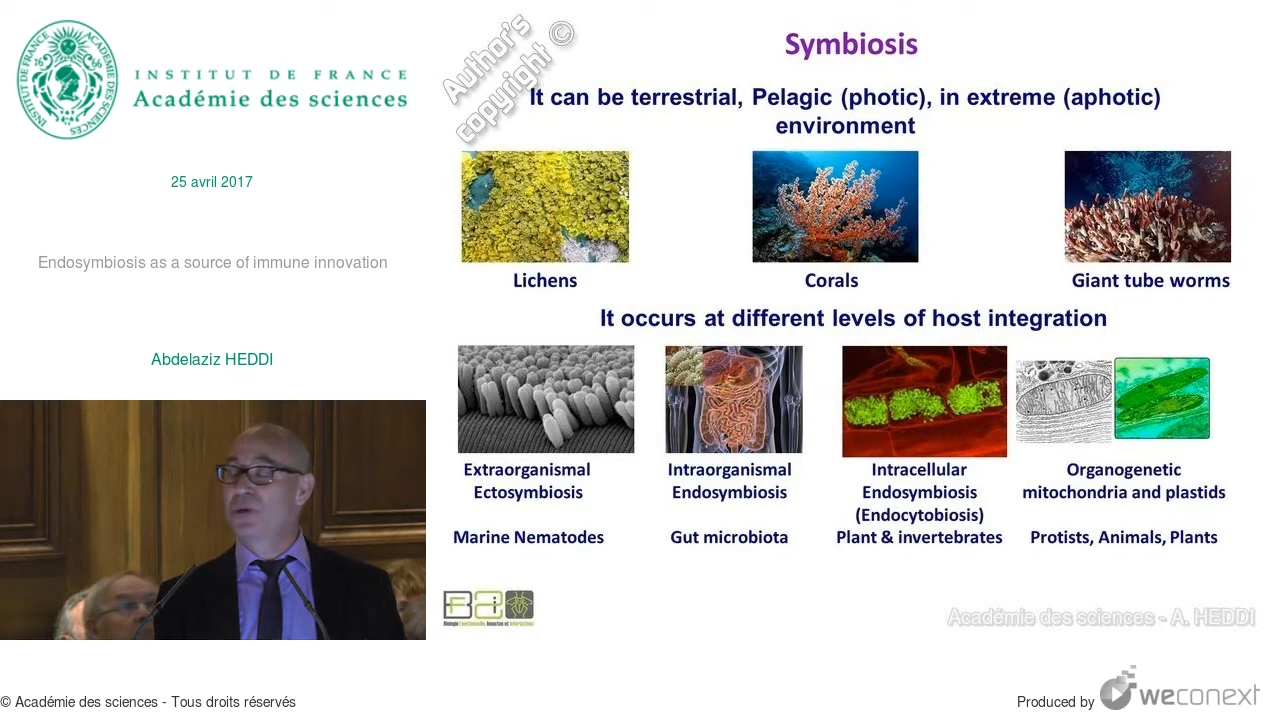 INSTITUT DE FRANCE
Académie des sciences
25 avril 2017
Endosymbiosis as a source of immune innovation
Abdelaziz HEDDI
Author's
copyright ©
Symbiosis
It can be terrestrial, Pelagic (photic), in extreme (aphotic)
environment
Lichens
Corals
Giant tube worms
It occurs at different levels of host integration
Extraorganismal
Ectosymbiosis
Marine Nematodes
Intraorganismal
Endosymbiosis
Gut microbiota
Intracellular
Endosymbiosis
(Endocytobiosis)
Plant & invertebrates
Organogenetic
mitochondria and plastids
Protists, Animals, Plants
Académie des sciences - A. HEDDI
© Académie des sciences - Tous droits réservés
Produced by
weconext